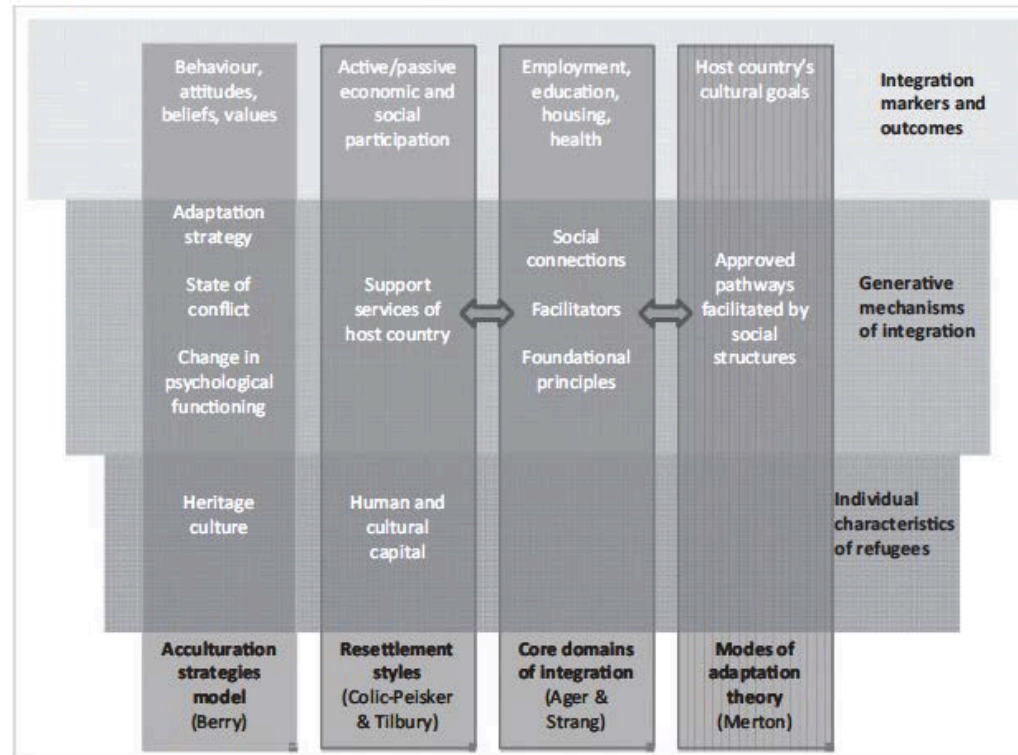 Behaviour,
attitudes,
beliefs, values
Active/passive
economic and
social
participation
Employment,
education,
housing,
health
Host country's
cultural goals
Integration
markers and
outcomes
Adaptation
strategy
State of
conflict
Change in
psychological
functioning
Support
services of
host country
Social
connections
Facilitators
Foundational
principles
Approved
pathways
facilitated by
social
structures
Generative
mechanisms
of integration
Heritage
culture
Human and
cultural
capital
Individual
characteristics
of refugees
Acculturation
strategies
model
(Berry)
Resettlement
styles
(Colic-Peisker
& Tilbury)
Core domains
of integration
(Ager &
Strang)
Modes of
adaptation
theory
(Merton)